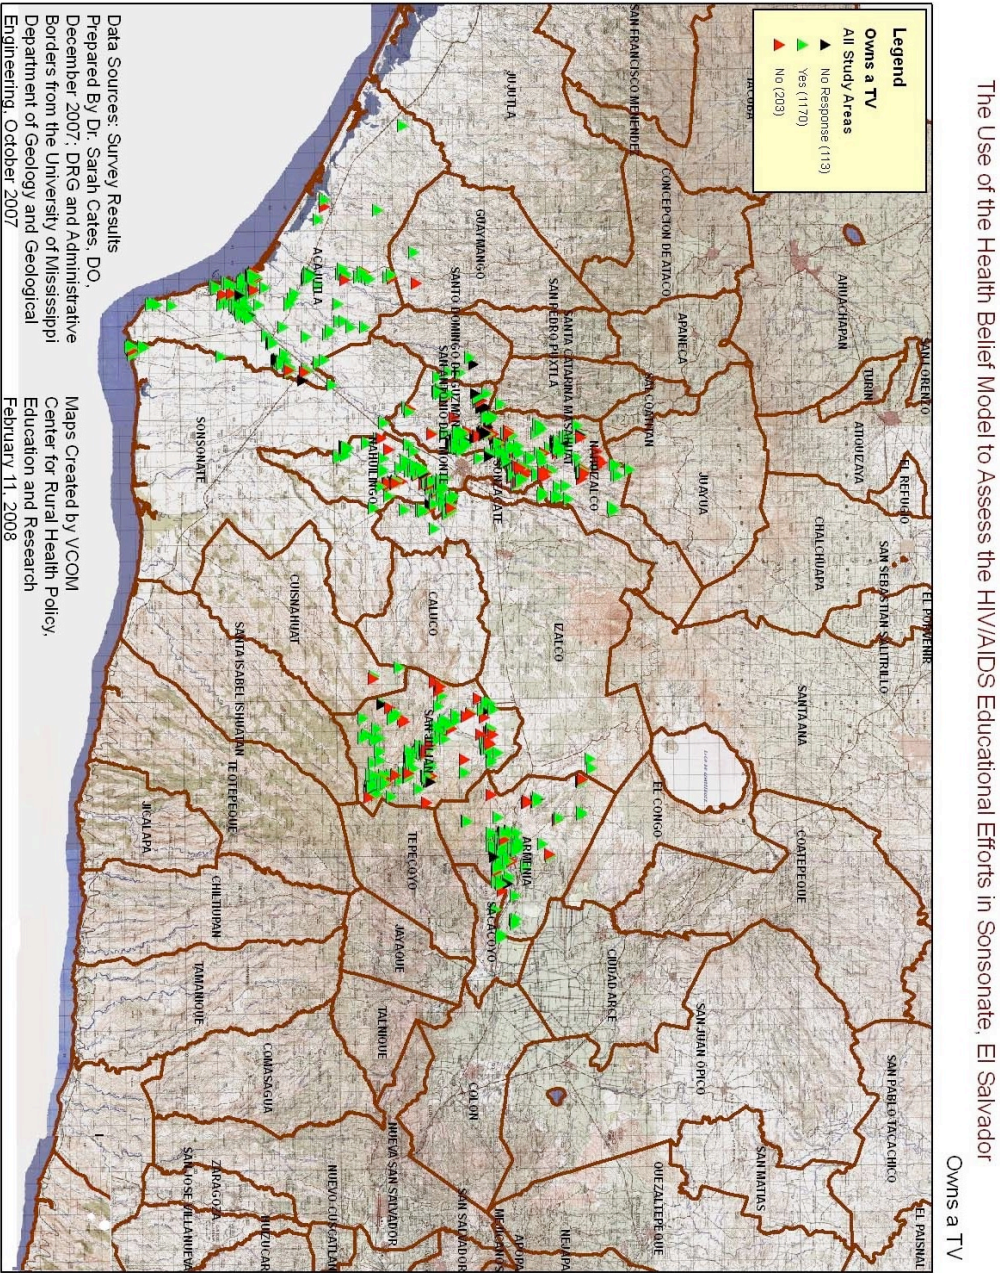 The Use of the Health Belief Model to Assess the HIV/AIDS Educational Efforts in Sonsonate, El Salvador
Owns a TV
Legend
Owns a TV
All Study Areas
No Response (113)
Yes (1170)
No (203)
SAN LORENZO
EL PORVENIR
EL PAISNAL
TACUBA
AHUACHAPAN
TURIN
ATIQUIZAYA
EL REFUGIO
SAN SEBASTIAN SALITRILLO
CHALCHUAPA
SANTA ANA
COATEPEQUE
SAN PABLO TACACHICO
SAN FRANCISCO MENENDEZ
CONCEPCION DE ATACO
APANECA
SALCOATITAN
JUAYUA
EL CONGO
SAN JUAN OPICO
SAN MATIAS
QUEZALTEPEQUE
JUJUTLA
GUAYMANGO
SAN PEDRO PUXTLA
SANTA CATARINA MASAHUAT
NAHUIZALCO
IZALCO
CIUDAD ARCE
NEJAPA
APOPA
MEJICANOS
SANTO DOMINGO DE GUZMAN
SAN ANTONIO DEL MONTE
SONSONATE
ARMENIA
SACACOYO
COLON
SAN SALVADOR
ACAJUTLA
NAHULINGO
CALUCO
SAN JULIAN
TEPECOYO
JAYAQUE
TALNIQUE
NUEVA SAN SALVADOR
SONSONATE
CUISNAHUAT
SANTA ISABEL ISHUATAN
TEOTEPEQUE
JICALAPA
CHILTIUPAN
TAMANIQUE
COMASAGUA
NUEVO CUSCATLAN
HUIZUCAR
ZARAGOZA
SAN JOSE VILLANUEVA
Data Sources: Survey Results
Prepared By Dr. Sarah Cates, DO,
December 2007; DRG and Administrative
Borders from the University of Mississippi
Department of Geology and Geological
Engineering, October 2007
Maps Created by VCOM
Center for Rural Health Policy,
Education and Research
February 11, 2008